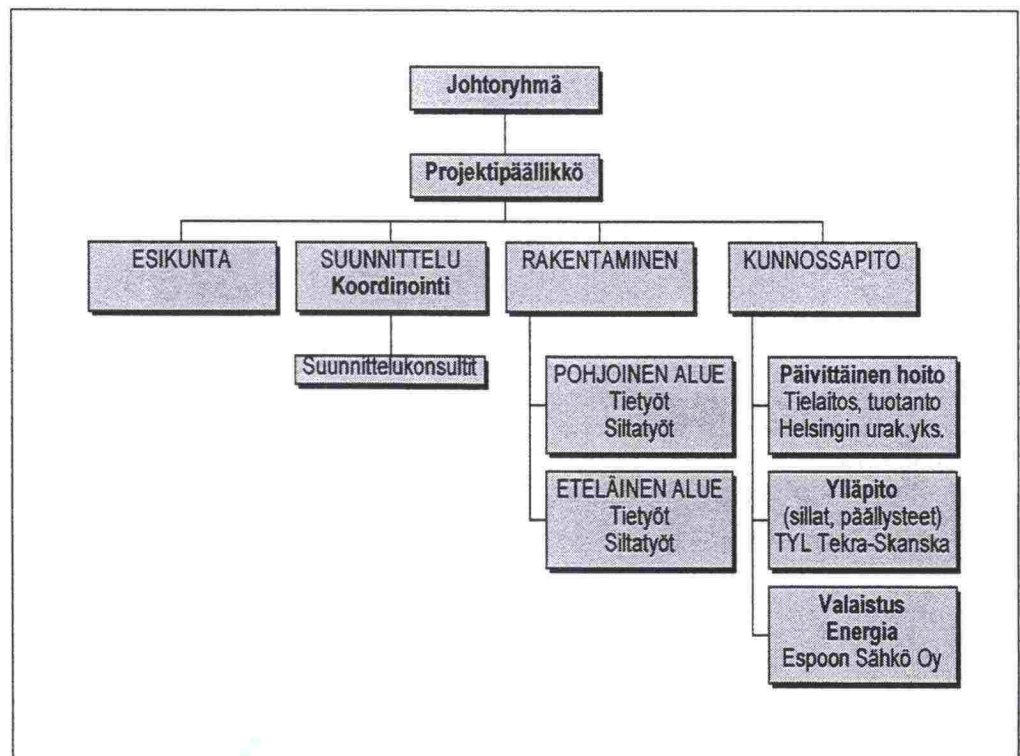 Johtoryhmä
Projektipäällikkö
ESIKUNTA
SUUNNITTELU
Koordinointi
RAKENTAMINEN
KUNNOSSAPITO
Suunnittelukonsultit
POHJOINEN ALUE
Tietyöt
Siltatyöt
ETELÄINEN ALUE
Tietyöt
Siltatyöt
Päivittäinen hoito
Tielaitos, tuotanto
Helsingin urak.yks.
Ylläpito
(sillat, päällysteet)
TYL Tekra-Skanska
Valaistus
Energia
Espoon Sähkö Oy